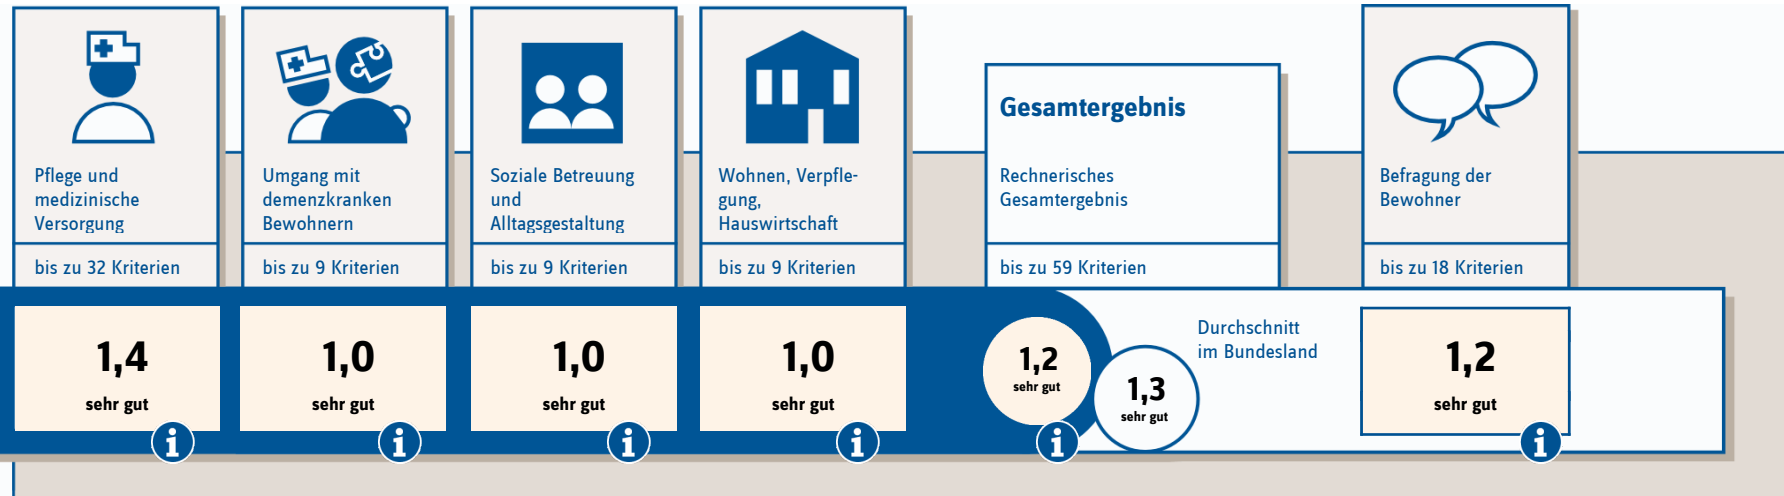 Pflege und
medizinische
Versorgung
bis zu 32 Kriterien
1,4
sehr gut
i
Umgang mit
demenzkranken
Bewohnern
bis zu 9 Kriterien
1,0
sehr gut
i
Soziale Betreuung
und
Alltagsgestaltung
bis zu 9 Kriterien
1,0
sehr gut
i
Wohnen, Verpfle-
gung,
Hauswirtschaft
bis zu 9 Kriterien
1,0
sehr gut
i
Gesamtergebnis
Rechnerisches
Gesamtergebnis
bis zu 59 Kriterien
1,2
sehr gut
i
1,3
sehr gut
Durchschnitt
im Bundesland
Befragung der
Bewohner
bis zu 18 Kriterien
1,2
sehr gut
i